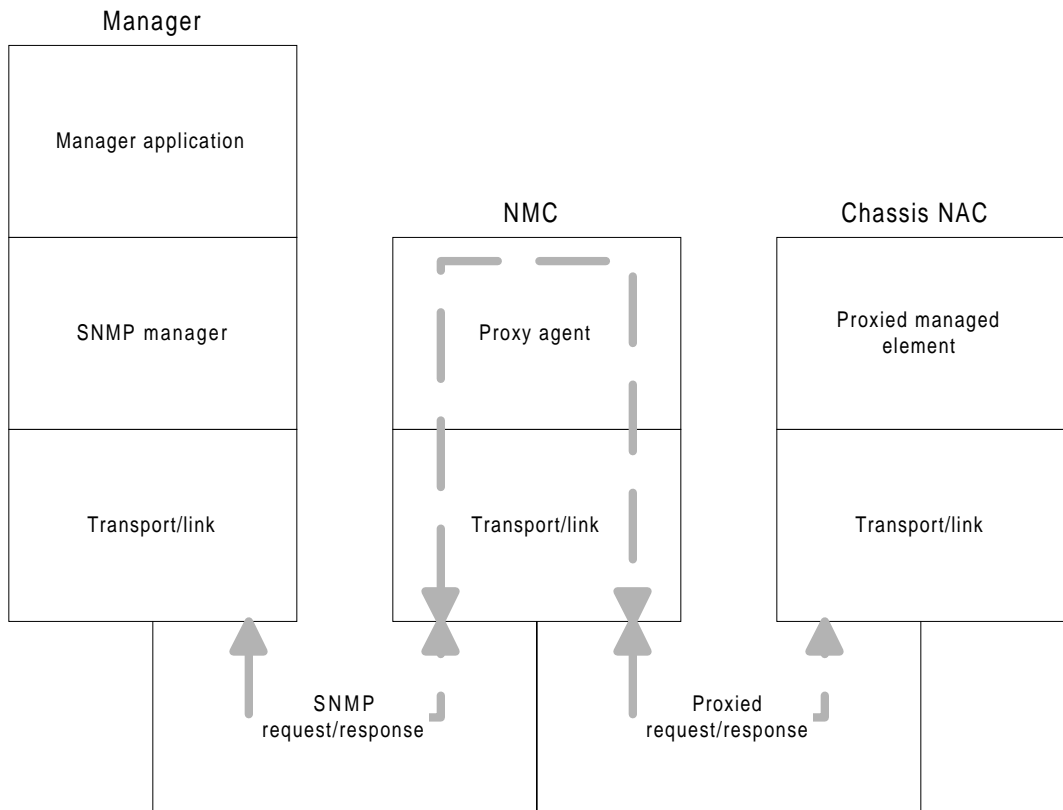 Manager
Manager application
NMC
Chassis NAC
SNMP manager
Proxy agent
Proxied managed
element
Transport/link
Transport/link
Transport/link
SNMP
request/response
Proxied
request/response